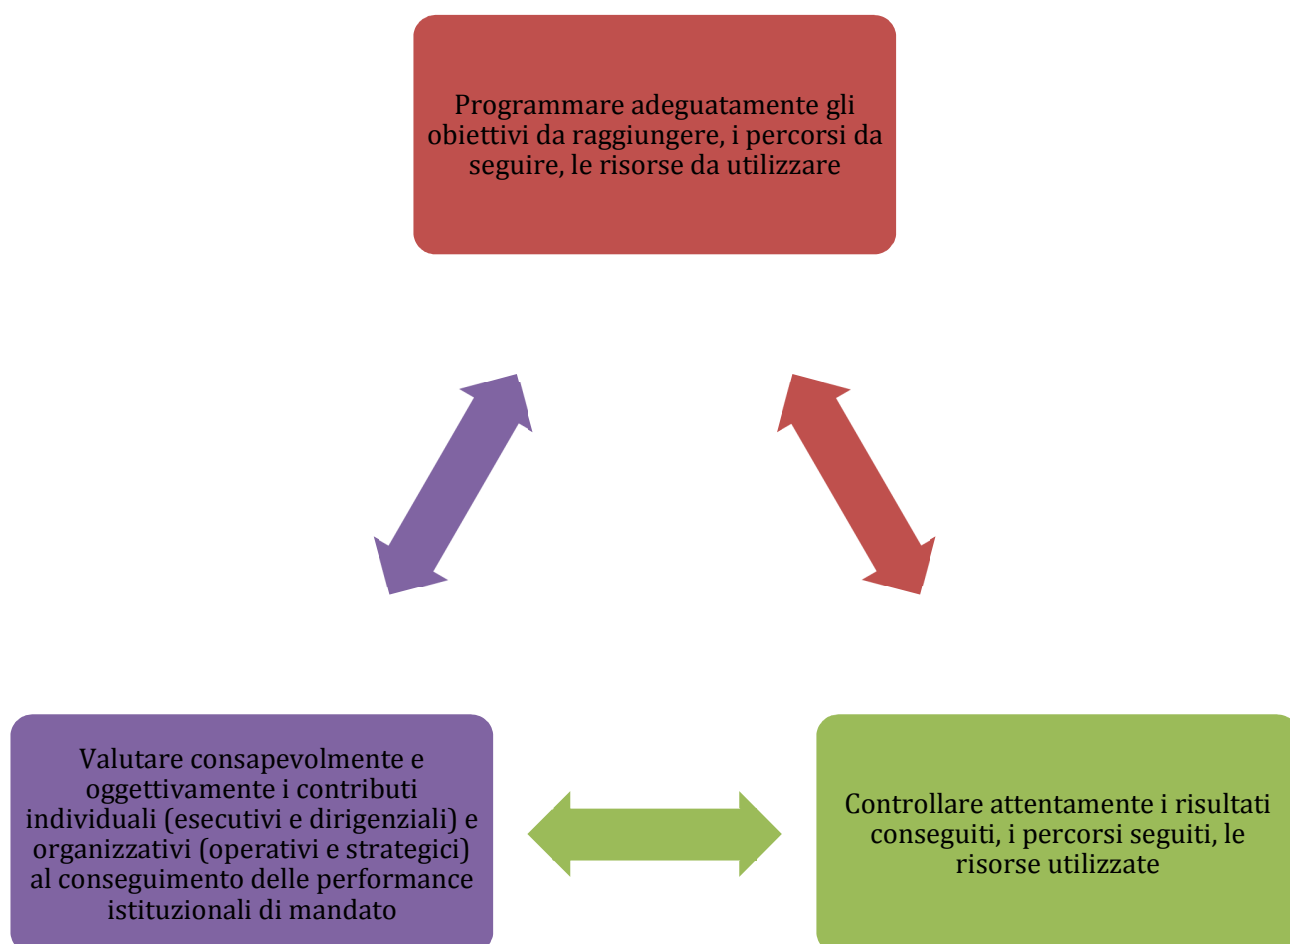 Programmare adeguatamente gli
obiettivi da raggiungere, i percorsi da
seguire, le risorse da utilizzare
Valutare consapevolmente e
oggettivamente i contributi
individuali (esecutivi e dirigenziali) e
organizzativi (operativi e strategici)
al conseguimento delle performance
istituzionali di mandato
Controllare attentamente i risultati
conseguiti, i percorsi seguiti, le
risorse utilizzate